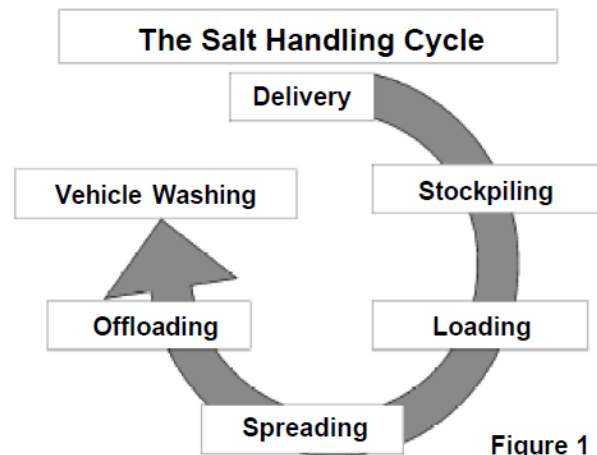 The Salt Handling Cycle
Delivery
Stockpiling
Loading
Spreading
Offloading
Vehicle Washing
Figure 1